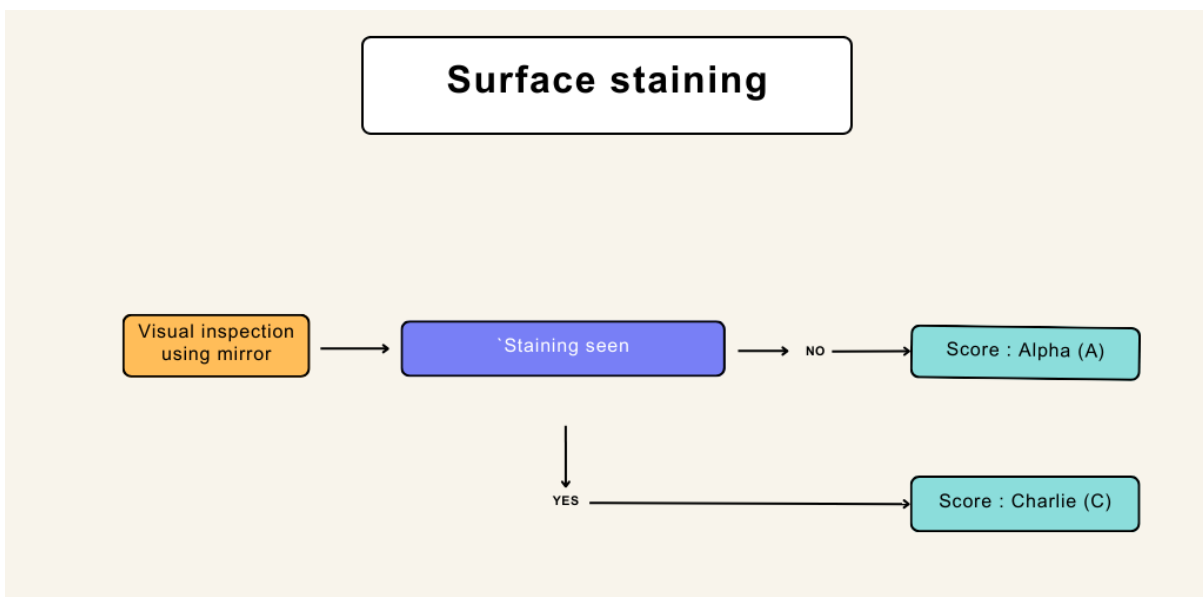 Surface staining
Visual inspection
using mirror
`Staining seen
NO
Score : Alpha (A)
YES
Score : Charlie (C)